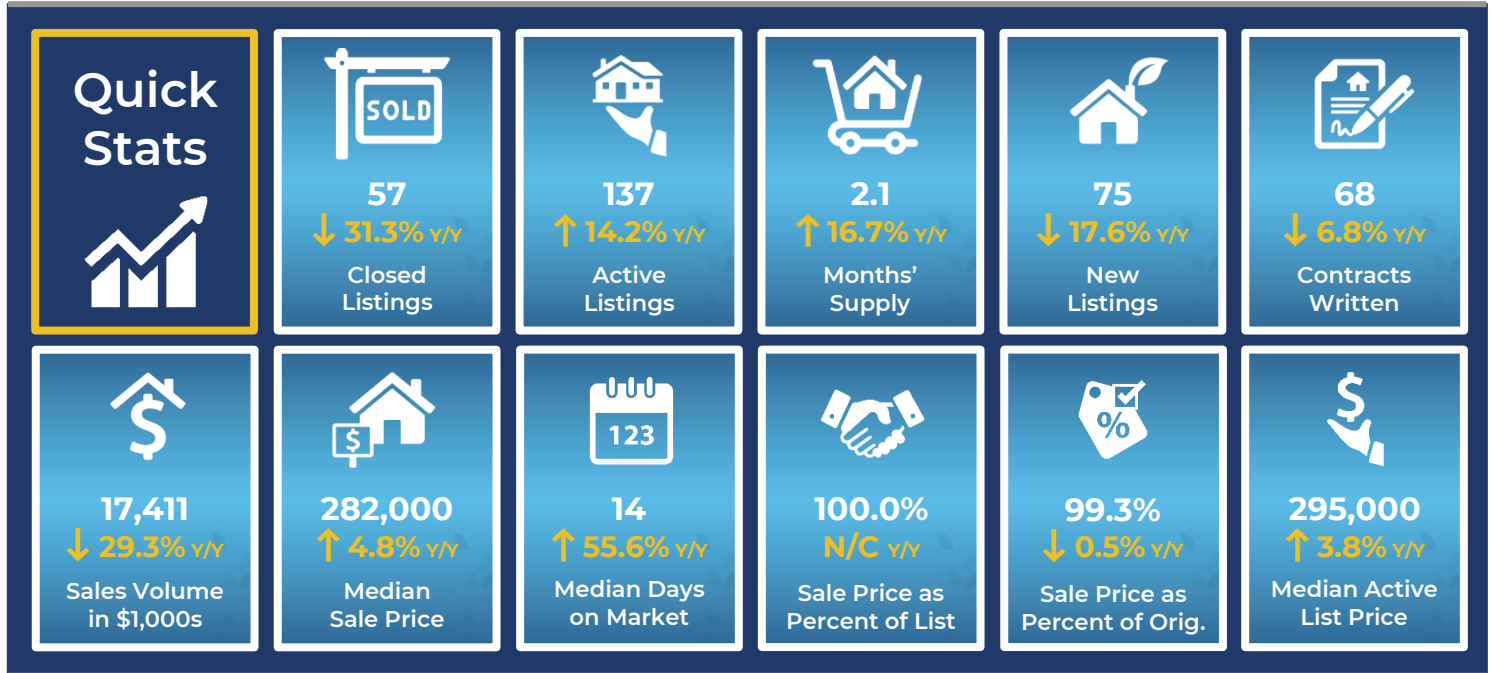 Quick
Stats
SOLD
57
↓ 31.3% Y/Y
Closed
Listings
137
↑ 14.2% Y/Y
Active
Listings
2.1
↑ 16.7% Y/Y
Months’
Supply
75
↓ 17.6% Y/Y
New
Listings
68
↓ 6.8% Y/Y
Contracts
Written
$
17,411
↓ 29.3% Y/Y
Sales Volume
in $1,000s
$
282,000
↑ 4.8% Y/Y
Median
Sale Price
123
14
↑ 55.6% Y/Y
Median Days
on Market
100.0%
N/C Y/Y
Sale Price as
Percent of List
%
99.3%
↓ 0.5% Y/Y
Sale Price as
Percent of Orig.
$
295,000
↑ 3.8% Y/Y
Median Active
List Price